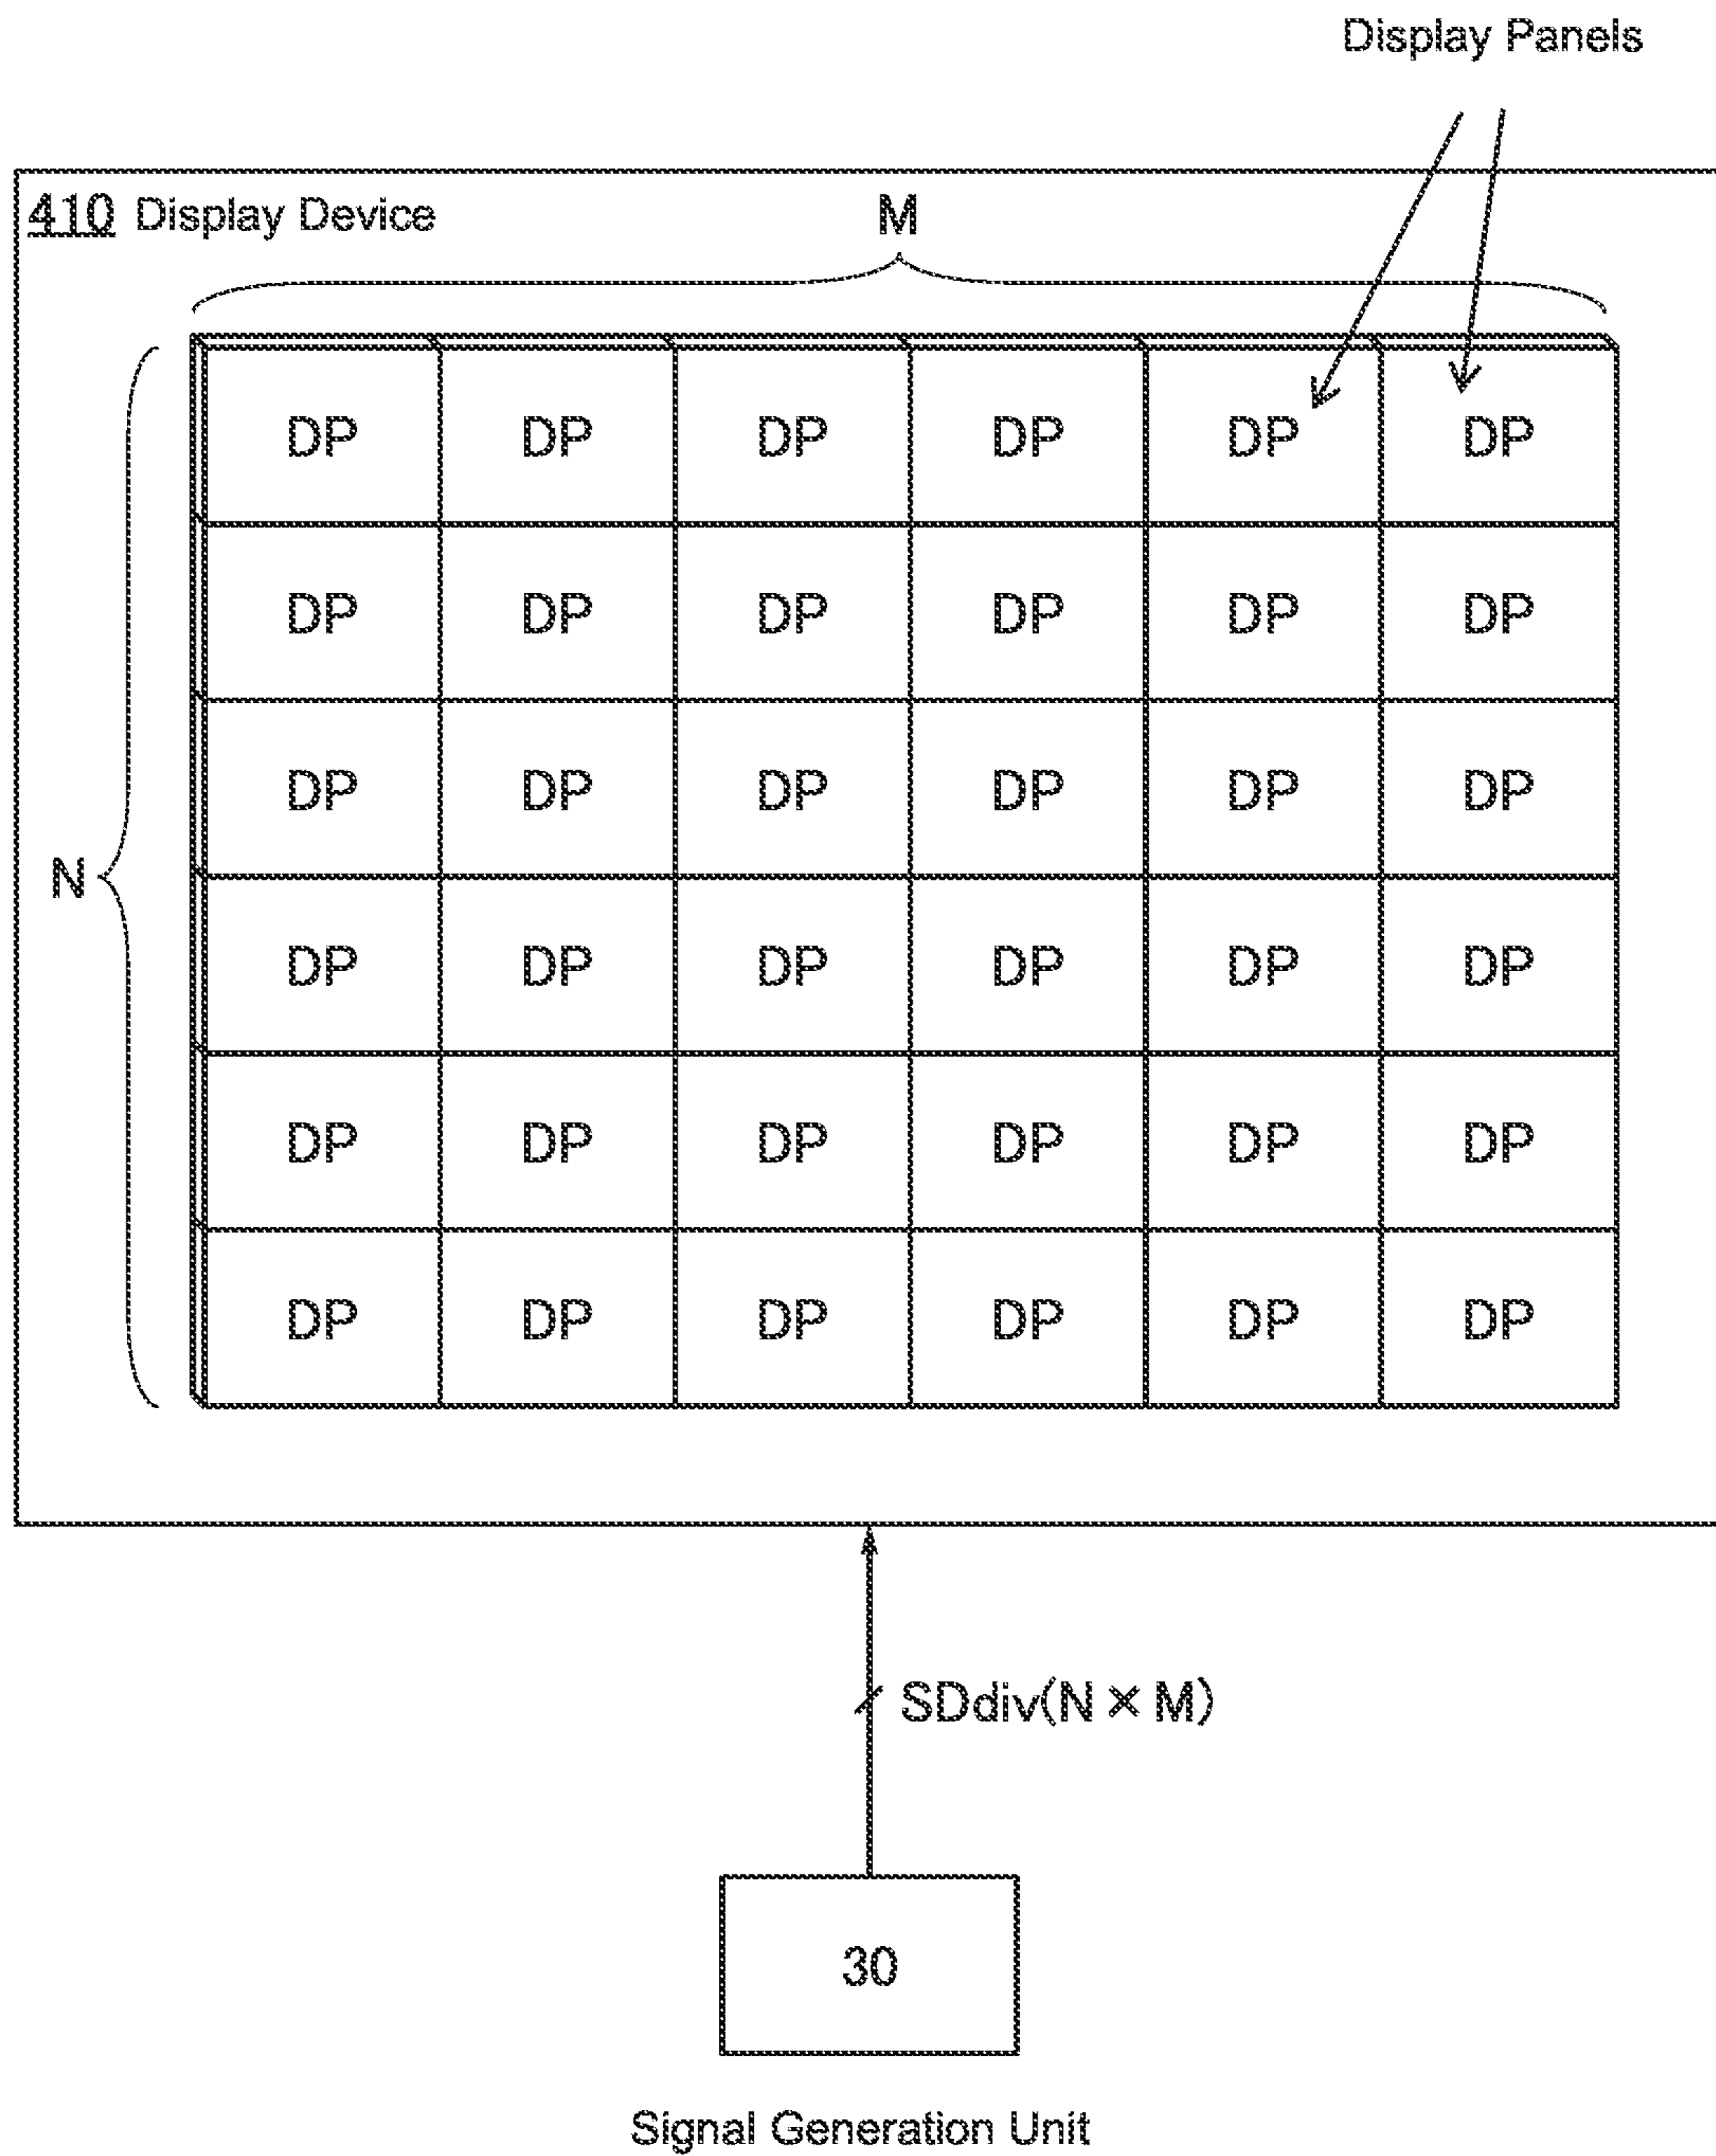 Display Panels
410 Display Device
M
DP DP DP DP DP DP
DP DP DP DP DP DP
DP DP DP DP DP DP
N
DP DP DP DP DP DP
DP DP DP DP DP DP
DP DP DP DP DP DP
SDdiv(N × M)
30
Signal Generation Unit